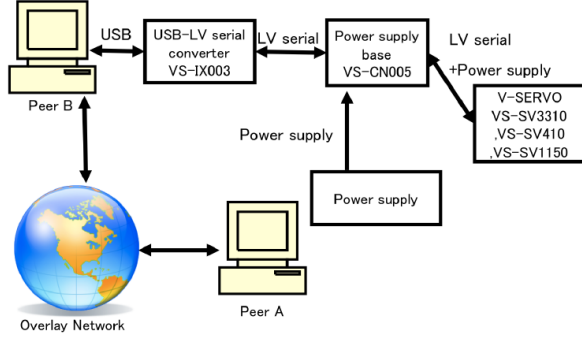 USB
USB-LV serial
converter
VS-IX003
LV serial
Power supply
base
VS-CN005
LV serial
+Power supply
V-SERVO
VS-SV3310
,VS-SV410
,VS-SV1150
Peer B
Power supply
Power supply
Peer A
Overlay Network